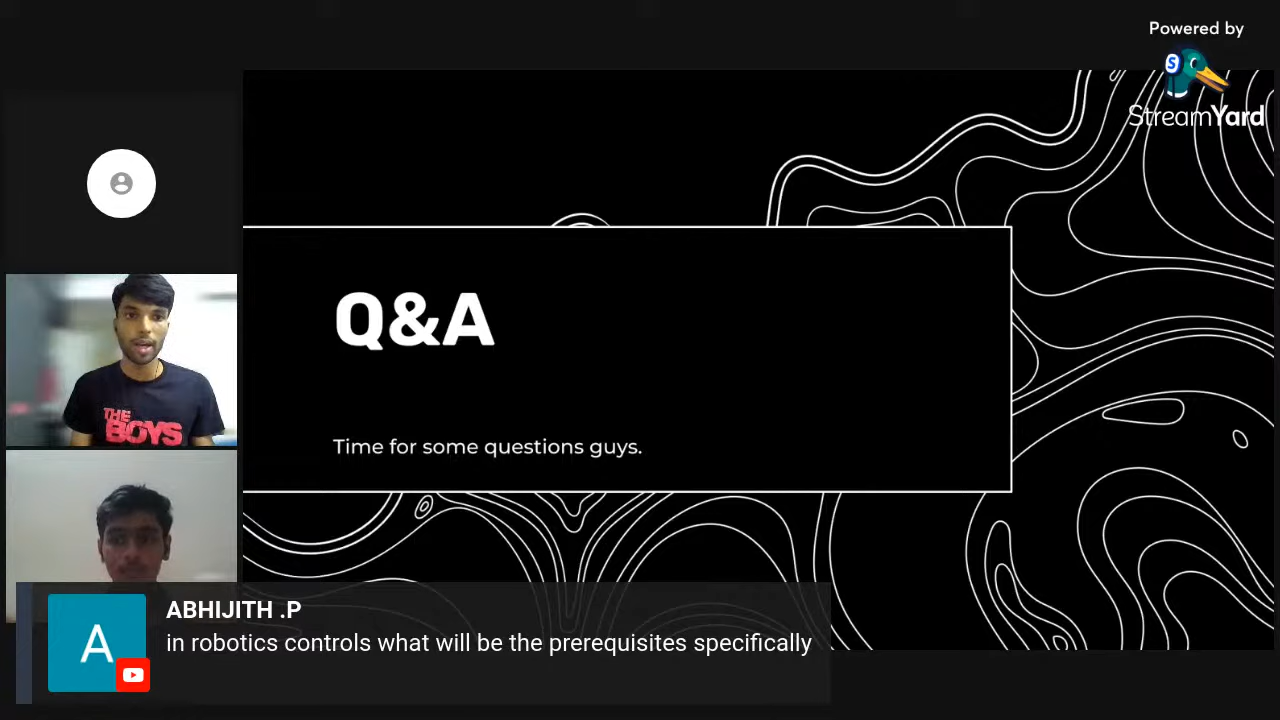 Powered by
S
StreamYard
Q&A
Time for some questions guys.
THE
BOYS
A
ABHIJITH .P
in robotics controls what will be the prerequisites specifically